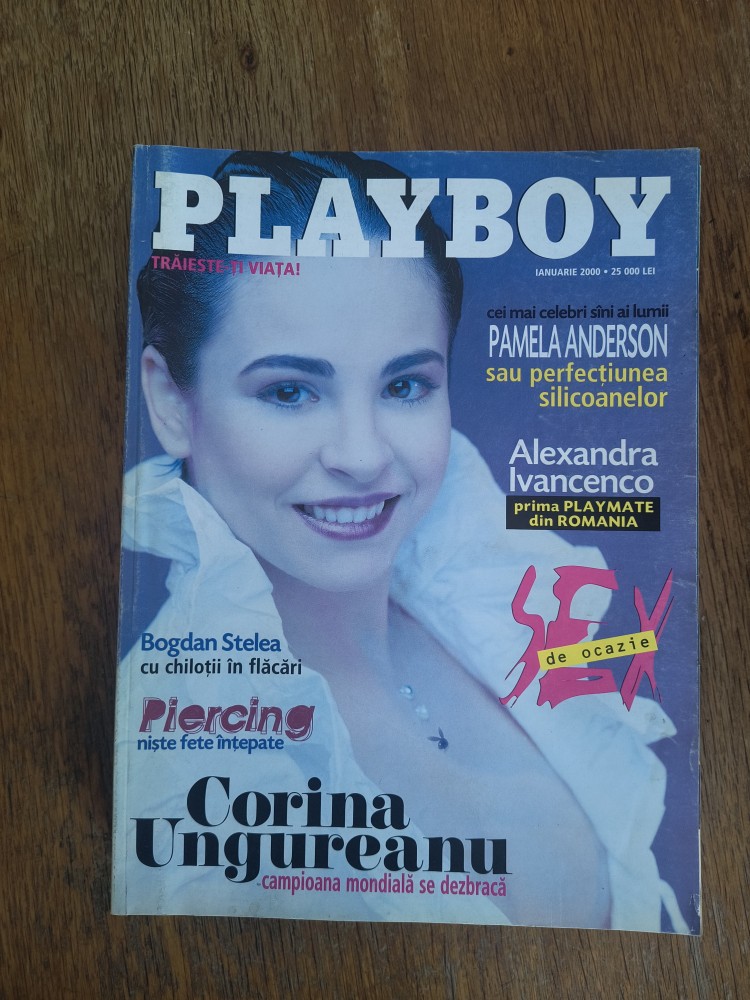 PLAYBOY
TRĂIEȘTE-ȚI VIAȚA!
IANUARIE 2000 • 25 000 LEI
cei mai celebri sîni ai lumii
PAMELA ANDERSON
sau perfecțiunea
silicoanelor
Alexandra
Ivancenco
prima PLAYMATE
din ROMANIA
SEX
de ocazie
Bogdan Stelea
cu chiloții în flăcări
Piercing
niște fete înțepate
Corina
Ungureanu
campioana mondială se dezbracă